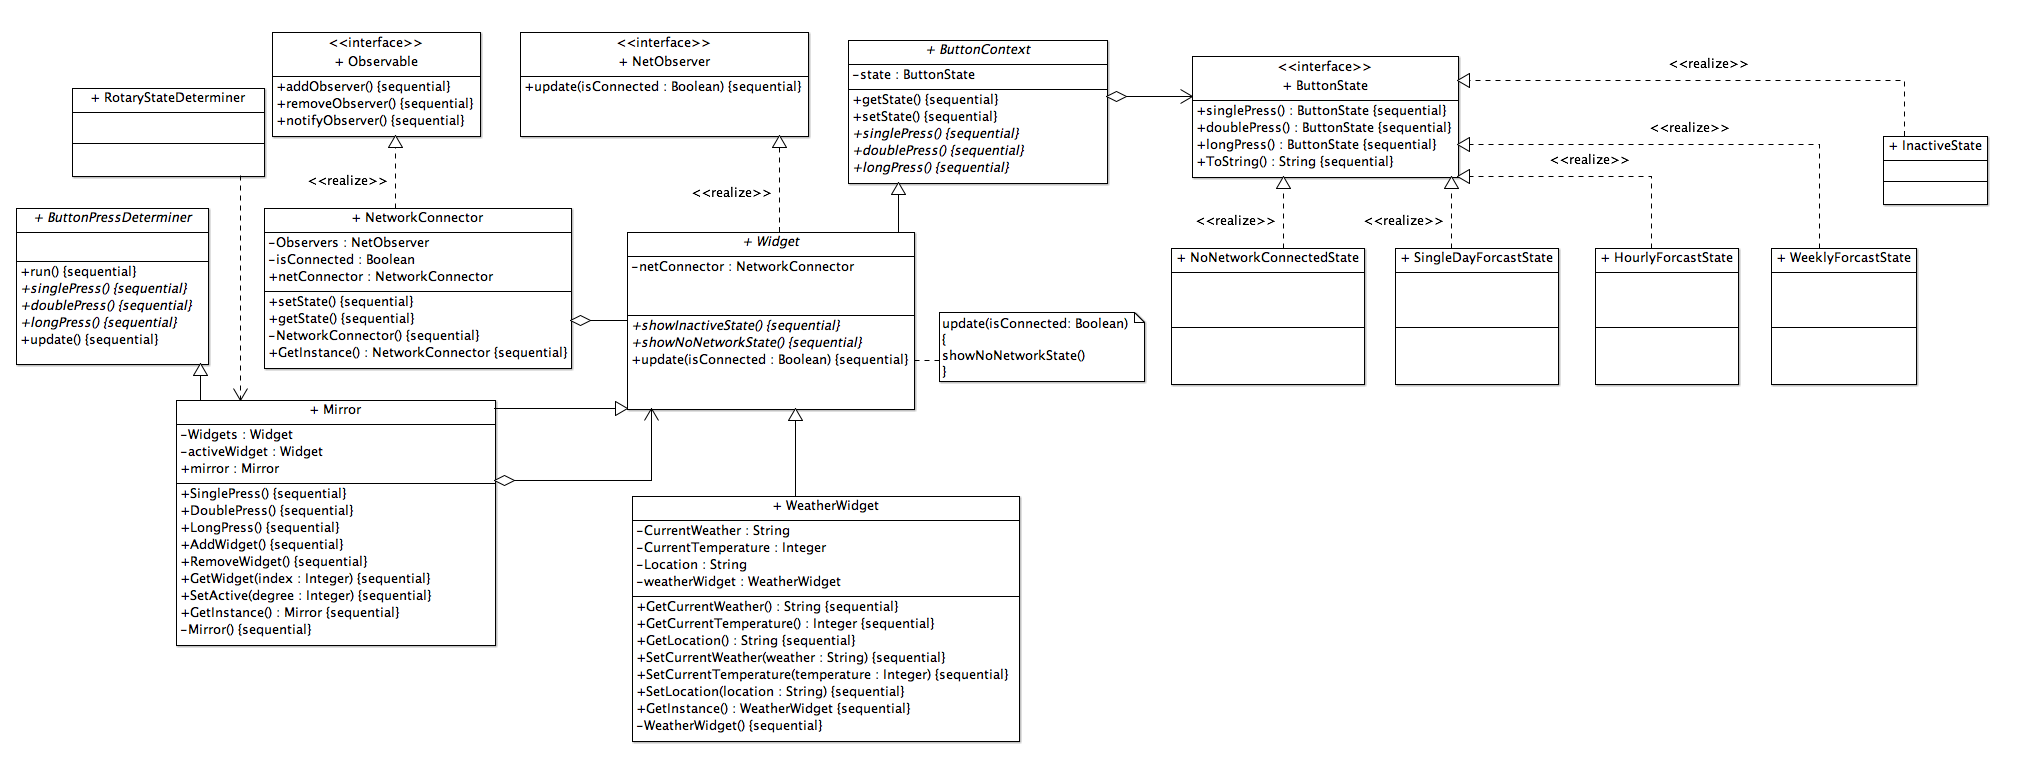 + RotaryStateDeterminer
<<interface>>
+ Observable
+addObserver() {sequential}
+removeObserver() {sequential}
+notifyObserver() {sequential}
<<interface>>
+ NetObserver
+update(isConnected : Boolean) {sequential}
+ ButtonContext
-state : ButtonState
+getState() {sequential}
+setState() {sequential}
+singlePress() {sequential}
+doublePress() {sequential}
+longPress() {sequential}
<<interface>>
+ ButtonState
+singlePress() : ButtonState {sequential}
+doublePress() : ButtonState {sequential}
+longPress() : ButtonState {sequential}
+ToString() : String {sequential}
<<realize>>
<<realize>>
<<realize>>
+ InactiveState
<<realize>>
<<realize>>
<<realize>>
<<realize>>
+ ButtonPressDeterminer
+run() {sequential}
+singlePress() {sequential}
+doublePress() {sequential}
+longPress() {sequential}
+update() {sequential}
+ NetworkConnector
-Observers : NetObserver
-isConnected : Boolean
+netConnector : NetworkConnector
+setState() {sequential}
+getState() {sequential}
-NetworkConnector() {sequential}
+GetInstance() : NetworkConnector {sequential}
+ Widget
-netConnector : NetworkConnector
+showInactiveState() {sequential}
+showNoNetworkState() {sequential}
+update(isConnected : Boolean) {sequential}
update(isConnected: Boolean)
{
showNoNetworkState()
}
+ NoNetworkConnectedState
+ SingleDayForcastState
+ HourlyForcastState
+ WeeklyForcastState
+ Mirror
-Widgets : Widget
-activeWidget : Widget
+mirror : Mirror
+SinglePress() {sequential}
+DoublePress() {sequential}
+LongPress() {sequential}
+AddWidget() {sequential}
+RemoveWidget() {sequential}
+GetWidget(index : Integer) {sequential}
+SetActive(degree : Integer) {sequential}
+GetInstance() : Mirror {sequential}
-Mirror() {sequential}
+ WeatherWidget
-CurrentWeather : String
-CurrentTemperature : Integer
-Location : String
-weatherWidget : WeatherWidget
+GetCurrentWeather() : String {sequential}
+GetCurrentTemperature() : Integer {sequential}
+GetLocation() : String {sequential}
+SetCurrentWeather(weather : String) {sequential}
+SetCurrentTemperature(temperature : Integer) {sequential}
+SetLocation(location : String) {sequential}
+GetInstance() : WeatherWidget {sequential}
-WeatherWidget() {sequential}